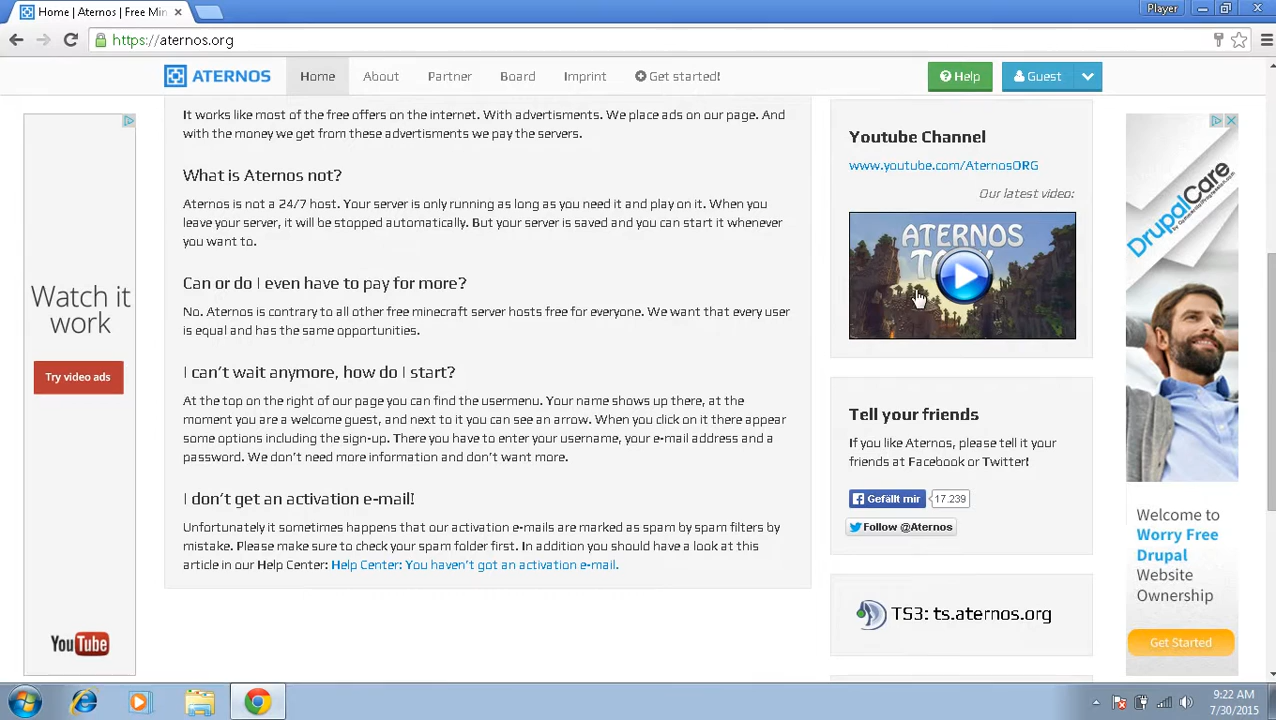 Home | Aternos | Free Min
Player
https://aternos.org
ATERNOS
Home
About
Partner
Board
Imprint
Get started!
Help
Guest
It works like most of the free offers on the internet. With advertisments. We place ads on our page. And
with the money we get from these advertisments we pay the servers.
What is Aternos not?
Aternos is not a 24/7 host. Your server is only running as long as you need it and play on it. When you
leave your server, it will be stopped automatically. But your server is saved and you can start it whenever
you want to.
Can or do I even have to pay for more?
No. Aternos is contrary to all other free minecraft server hosts free for everyone. We want that every user
is equal and has the same opportunities.
I can't wait anymore, how do I start?
At the top on the right of our page you can find the usermenu. Your name shows up there, at the
moment you are a welcome guest, and next to it you can see an arrow. When you click on it there appear
some options including the sign-up. There you have to enter your username, your e-mail address and a
password. We don't need more information and don't want more.
I don't get an activation e-mail!
Unfortunately it sometimes happens that our activation e-mails are marked as spam by spam filters by
mistake. Please make sure to check your spam folder first. In addition you should have a look at this
article in our Help Center: Help Center: You haven't got an activation e-mail.
Youtube Channel
www.youtube.com/AternosORG
Our latest video:
ATERNOS
Tell your friends
If you like Aternos, please tell it your
friends at Facebook or Twitter!
Gefällt mir
17.239
Follow @Aternos
TS3: ts.aternos.org
Watch it
work
Try video ads
YouTube
DrupalCare
Welcome to
Worry Free
Drupal
Website
Ownership
Get Started
9:22 AM
7/30/2015